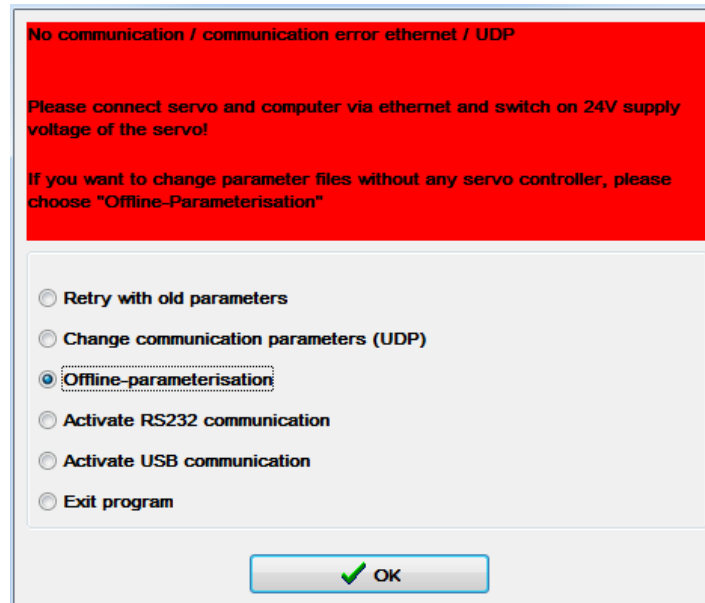 No communication / communication error ethernet / UDP
Please connect servo and computer via ethernet and switch on 24V supply
voltage of the servo!
If you want to change parameter files without any servo controller, please
choose "Offline-Parameterisation"
Retry with old parameters
Change communication parameters (UDP)
Offline-parameterisation
Activate RS232 communication
Activate USB communication
Exit program
OK